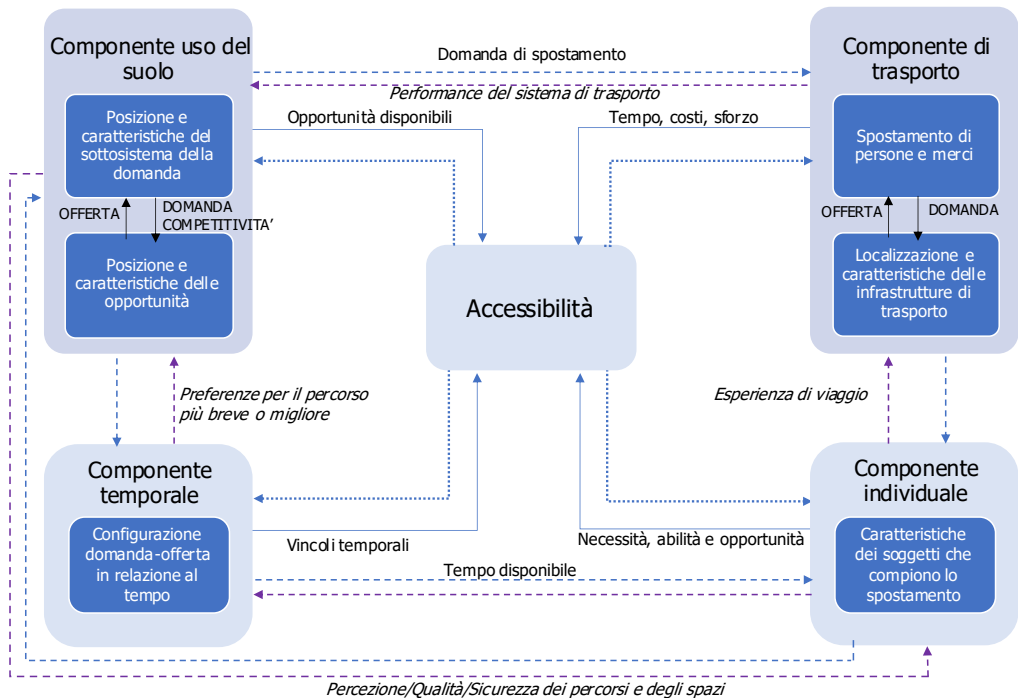 Componente uso del
suolo
Posizione e
caratteristiche del
sottosistema della
domanda
OFFERTA
DOMANDA
COMPETITIVITA’
Posizione e
caratteristiche delle
opportunità
Domanda di spostamento
Performance del sistema di trasporto
Opportunità disponibili
Tempo, costi, sforzo
Componente di
trasporto
Spostamento di
persone e merci
OFFERTA
DOMANDA
Localizzazione e
caratteristiche delle
infrastrutture di
trasporto
Accessibilità
Preferenze per il percorso
più breve o migliore
Esperienza di viaggio
Componente
temporale
Configurazione
domanda-offerta
in relazione al
tempo
Vincoli temporali
Necessità, abilità e opportunità
Tempo disponibile
Componente
individuale
Caratteristiche
dei soggetti che
compiono lo
spostamento
Percezione/Qualità/Sicurezza dei percorsi e degli spazi